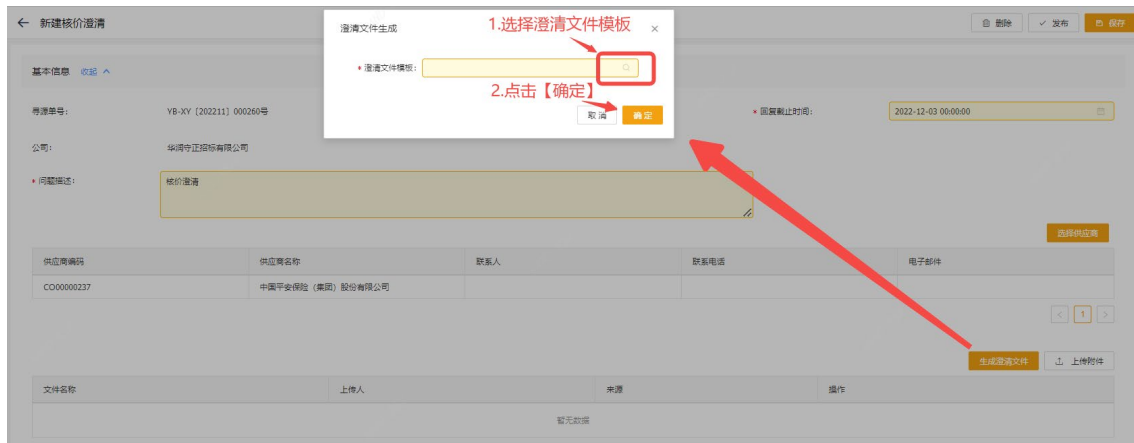 新建核价澄清
删除
发布
保存
澄清文件生成
1.选择澄清文件模板
* 澄清文件模板:
2.点击【确定】
取消
确定
基本信息 收起
寻源单号: YB-XY [202211] 000260号
* 回复截止时间: 2022-12-03 00:00:00
公司: 华润守正招标有限公司
* 问题描述: 核价澄清
选择供应商
供应商编码 供应商名称 联系人 联系电话 电子邮件
CO00000237 中国平安保险 (集团) 股份有限公司
1
生成澄清文件 上传附件
文件名称 上传人 来源 操作
暂无数据